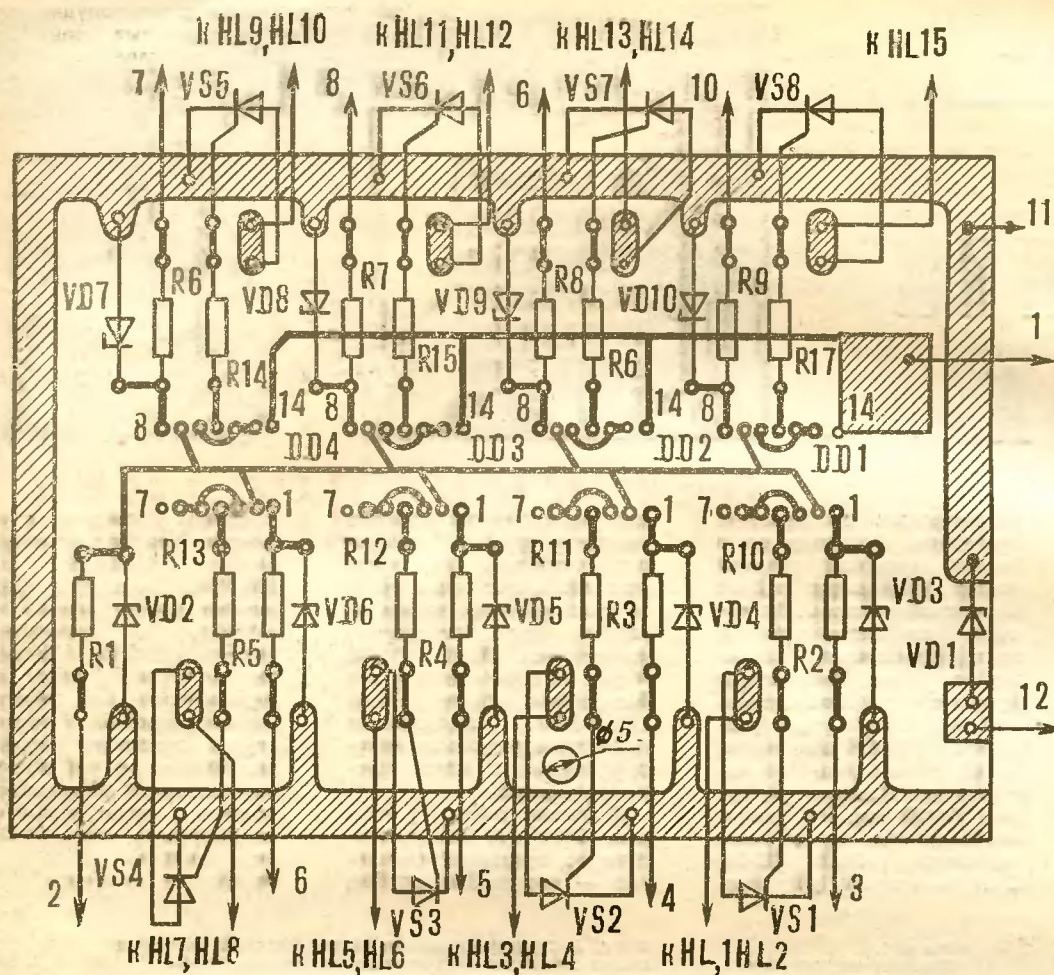 к HL9,HL10 к HL11,HL12 к HL13,HL14 к HL15
7 VS5 8 VS6 6 VS7 10 VS8
11
R6 R7 R8 R9
VD7 VD8 VD9 VD10
1
R14 R15 R6 R17
8 14 8 14 8 14 8 14
DD4 DD3 DD2 DD1
7 1 7 1 7 1 7 1
R13 R12 R11 R10
VD2 VD6 VD5 R3 VD4 VD3
R1 R5 R4 R2 VD1
12
ϕ5
2 VS4 6 VS3 5 VS2 4 VS1 3
к HL7,HL8 к HL5,HL6 к HL3,HL4 к HL,1HL2